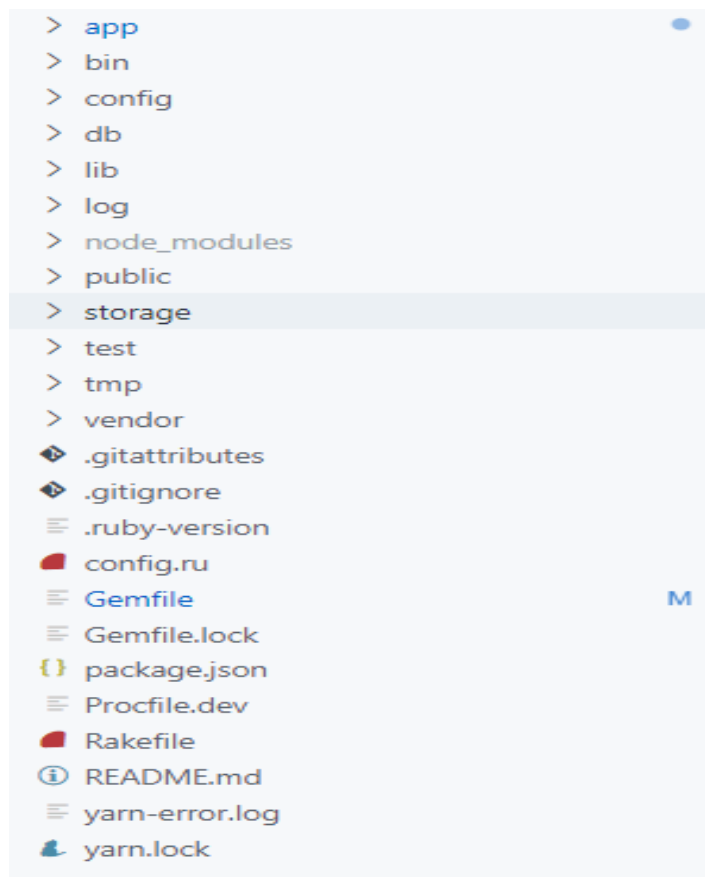 app
bin
config
db
lib
log
node_modules
public
storage
test
tmp
vendor
.gitattributes
.gitignore
.ruby-version
config.ru
Gemfile M
Gemfile.lock
package.json
Procfile.dev
Rakefile
README.md
yarn-error.log
yarn.lock